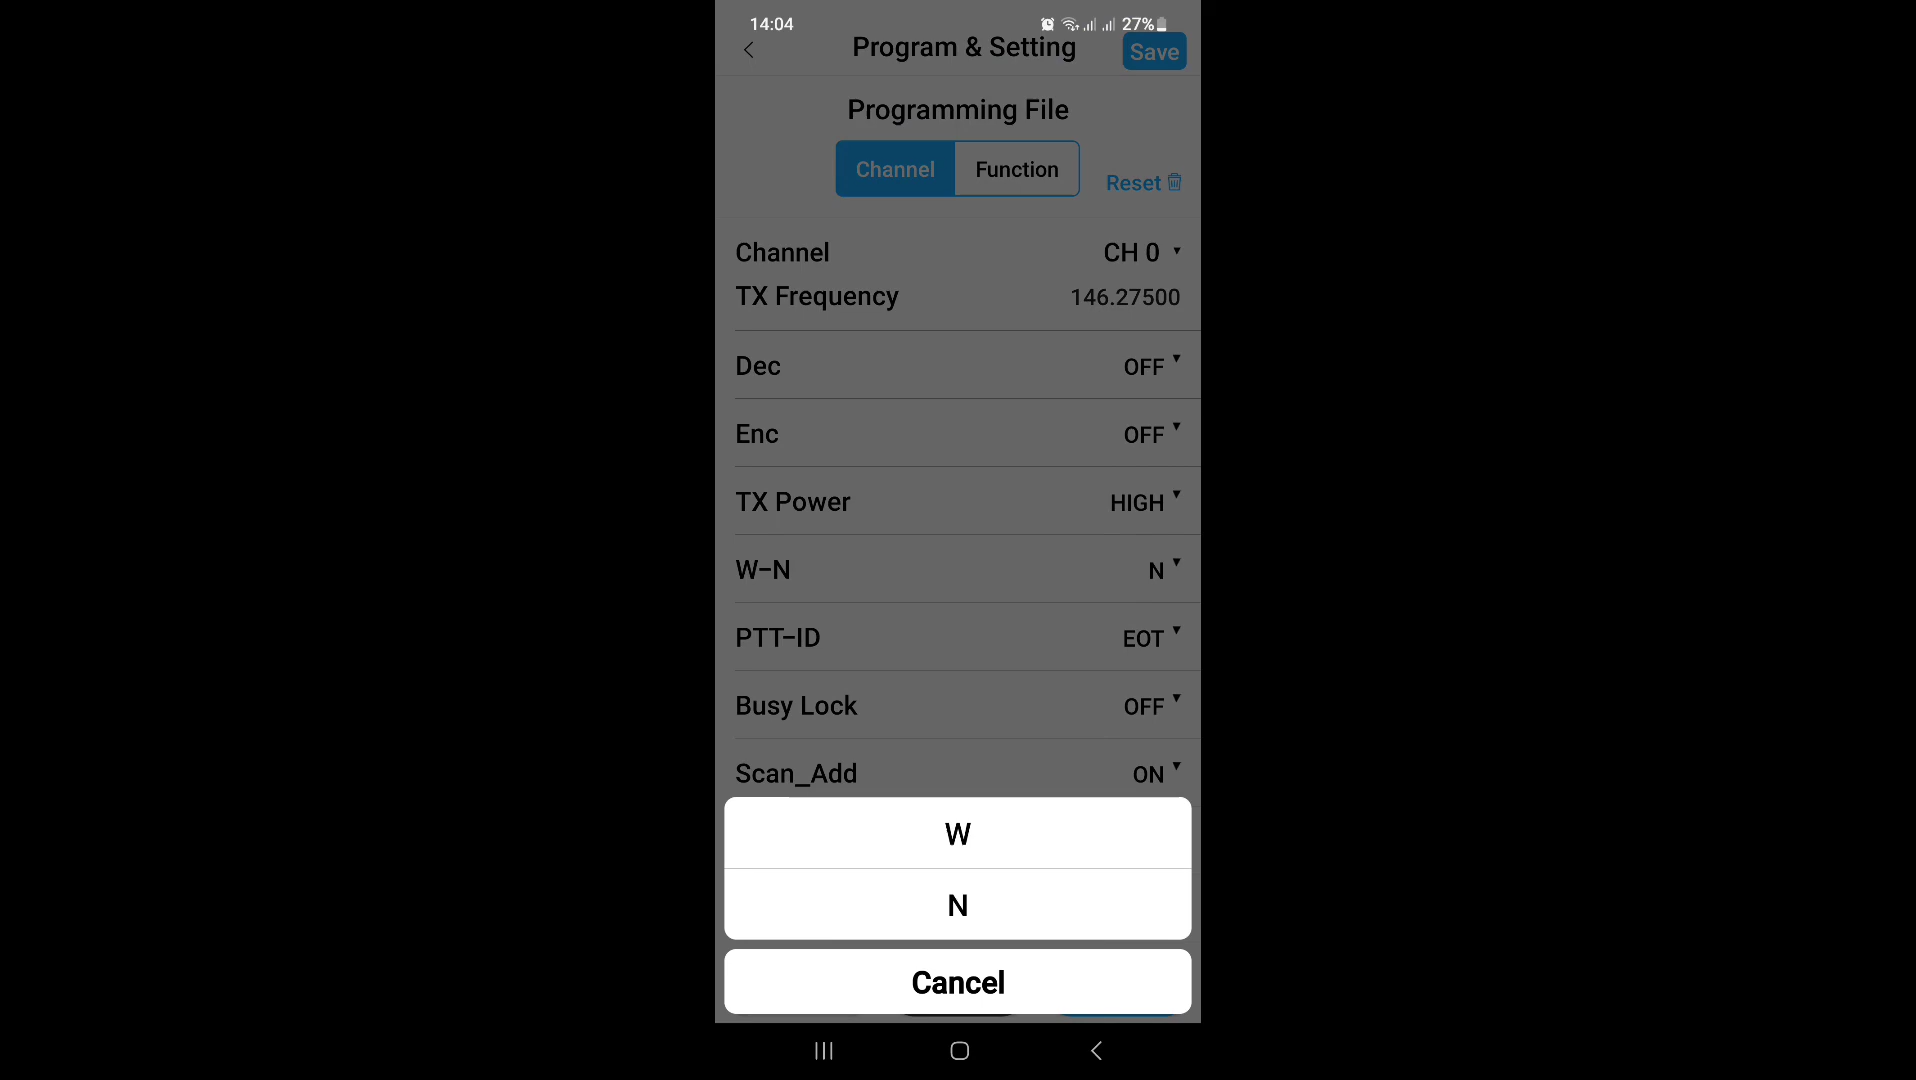 14:04 27%
Program & Setting Save
Programming File
Channel Function Reset
Channel CH 0
TX Frequency 146.27500
Dec OFF
Enc OFF
TX Power HIGH
W-N N
PTT-ID EOT
Busy Lock OFF
Scan_Add ON
W
N
Cancel